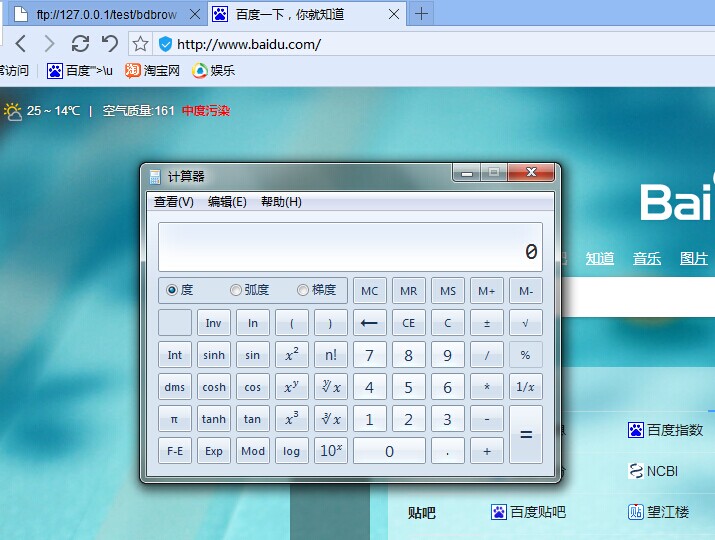 ftp://127.0.0.1/test/bdbrow
百度一下，你就知道
http://www.baidu.com/
常访问 百度'">\u 淘宝网 娱乐
25 ~ 14℃ | 空气质量:161 中度污染
计算器
查看(V) 编辑(E) 帮助(H)
0
Bai
知道 音乐 图片
度 弧度 梯度 MC MR MS M+ M-
Inv ln ( ) ← CE C ± √
Int sinh sin x² n! 7 8 9 / %
dms cosh cos xʸ ʸ√x 4 5 6 * 1/x
π tanh tan x³ ³√x 1 2 3 - =
F-E Exp Mod log 10ˣ 0 . +
百度指数
NCBI
贴吧 百度贴吧 望江楼